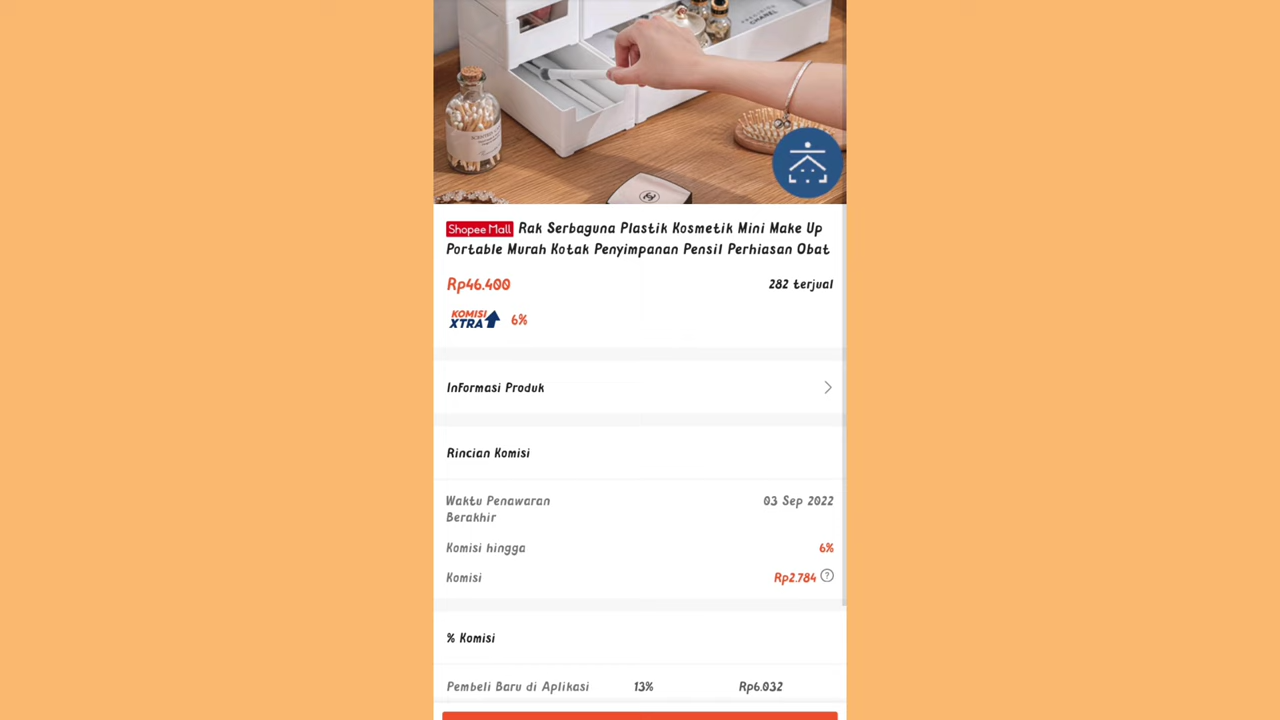 CHANEL
Shopee Mall Rak Serbaguna Plastik Kosmetik Mini Make Up
Portable Murah Kotak Penyimpanan Pensil Perhiasan Obat
Rp46.400 282 terjual
KOMISI
XTRA 6%
Informasi Produk
Rincian Komisi
Waktu Penawaran 03 Sep 2022
Berakhir
Komisi hingga 6%
Komisi Rp2.784 ?
% Komisi
Pembeli Baru di Aplikasi 13% Rp6.032